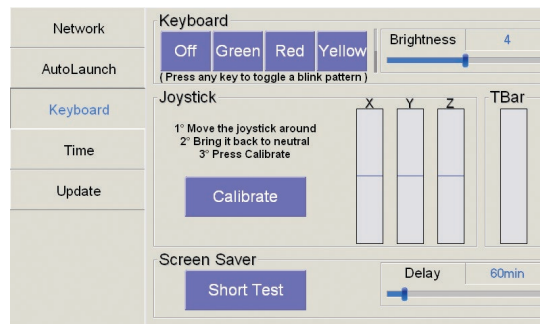 Network
AutoLaunch
Keyboard
Time
Update
Keyboard
Off Green Red Yellow
Brightness 4
( Press any key to toggle a blink pattern )
Joystick
1° Move the joystick around
2° Bring it back to neutral
3° Press Calibrate
Calibrate
X Y Z
TBar
Screen Saver
Short Test
Delay 60min